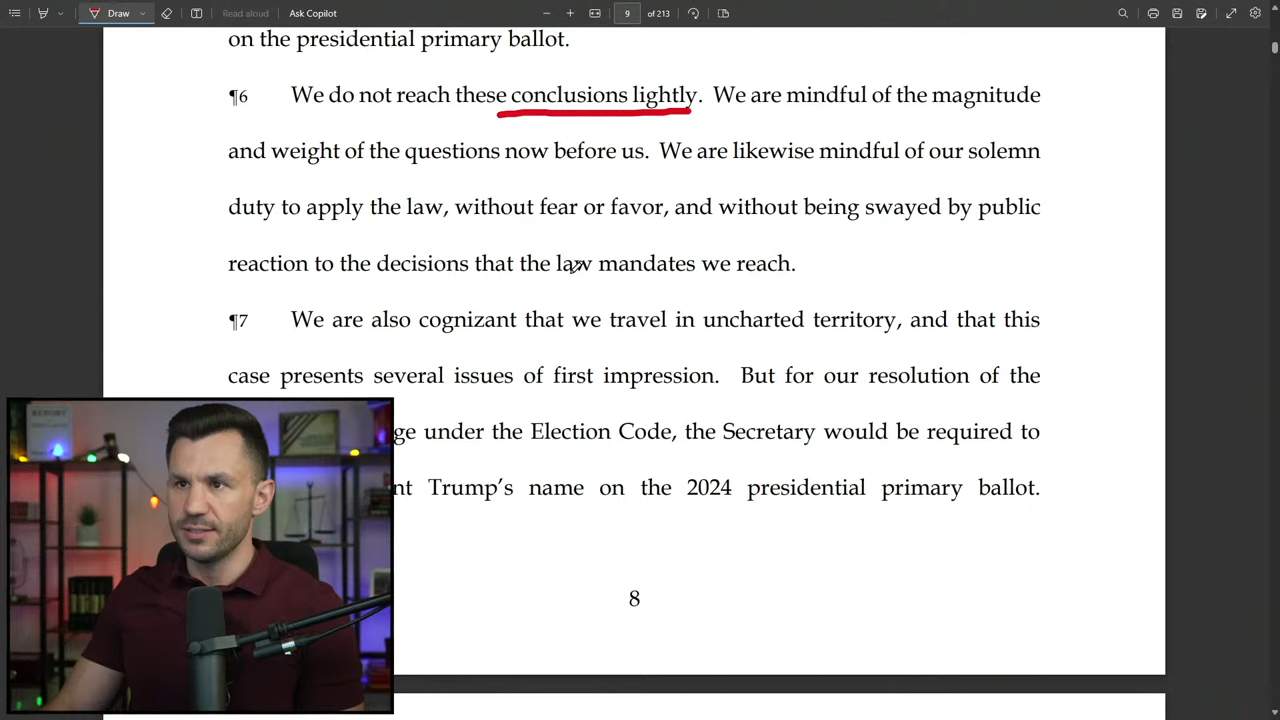 Draw
Read aloud
Ask Copilot
9 of 213
on the presidential primary ballot.
¶6 We do not reach these conclusions lightly. We are mindful of the magnitude
and weight of the questions now before us. We are likewise mindful of our solemn
duty to apply the law, without fear or favor, and without being swayed by public
reaction to the decisions that the law mandates we reach.
¶7 We are also cognizant that we travel in uncharted territory, and that this
case presents several issues of first impression. But for our resolution of the
ge under the Election Code, the Secretary would be required to
nt Trump’s name on the 2024 presidential primary ballot.
8